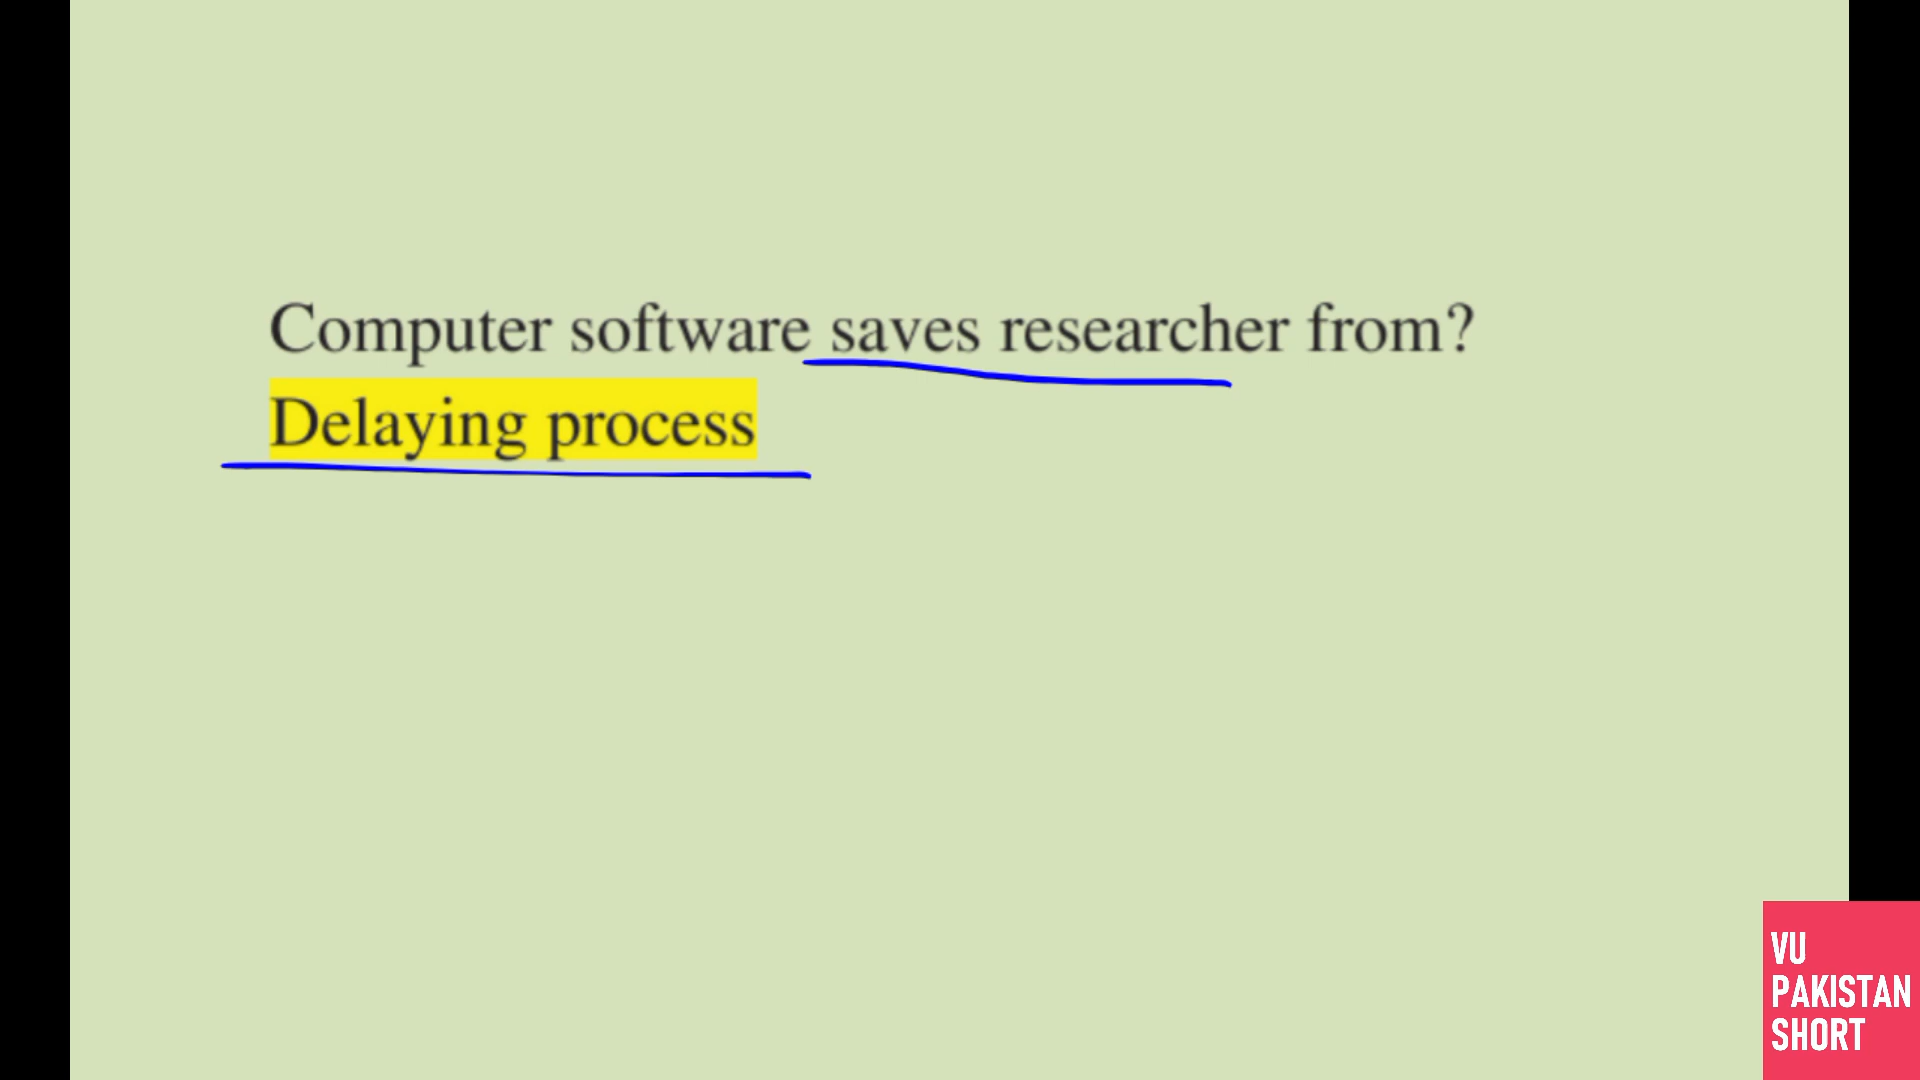 Computer software saves researcher from?
Delaying process
VU
PAKISTAN
SHORT